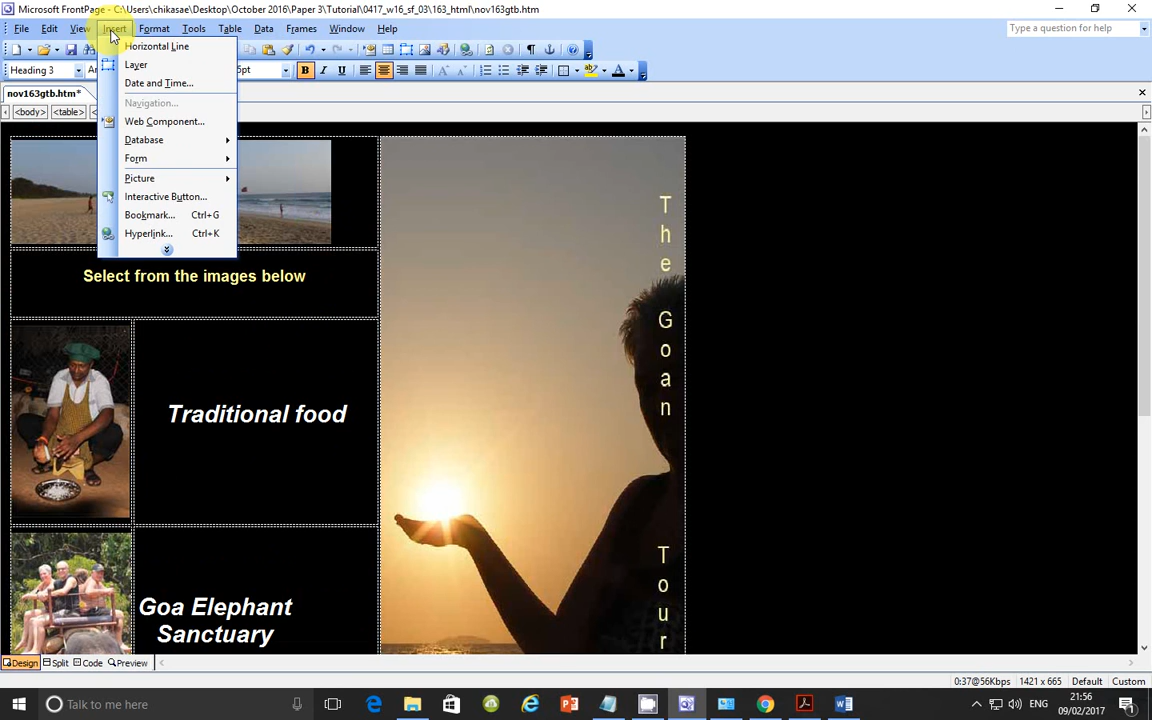 Microsoft FrontPage - C:\Users\chikasae\Desktop\October 2016\Paper 3\Tutorial\0417_w16_sf_03\163_html\nov163gtb.htm
File Edit View Insert Format Tools Table Data Frames Window Help
Type a question for help
Heading 3
5pt
B I U
nov163gtb.htm*
<body> <table>
Horizontal Line
Layer
Date and Time...
Navigation...
Web Component...
Database
Form
Picture
Interactive Button...
Bookmark... Ctrl+G
Hyperlink... Ctrl+K
Select from the images below
Traditional food
Goa Elephant
Sanctuary
T
h
e
G
o
a
n
T
o
u
r
Design Split Code Preview
0:37@56Kbps 1421 x 665 Default Custom
Talk to me here
ENG
21:56
09/02/2017